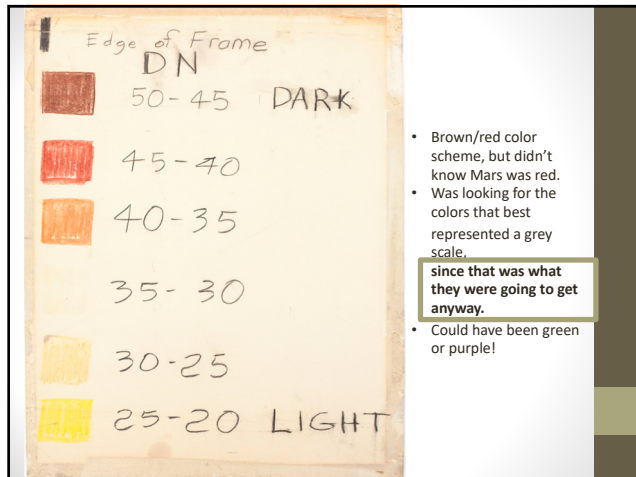 Edge of Frame
DN
50-45 DARK
45-40
40-35
35-30
30-25
25-20 LIGHT
• Brown/red color
scheme, but didn't
know Mars was red.
• Was looking for the
colors that best
represented a grey
scale,
since that was what
they were going to get
anyway.
• Could have been green
or purple!